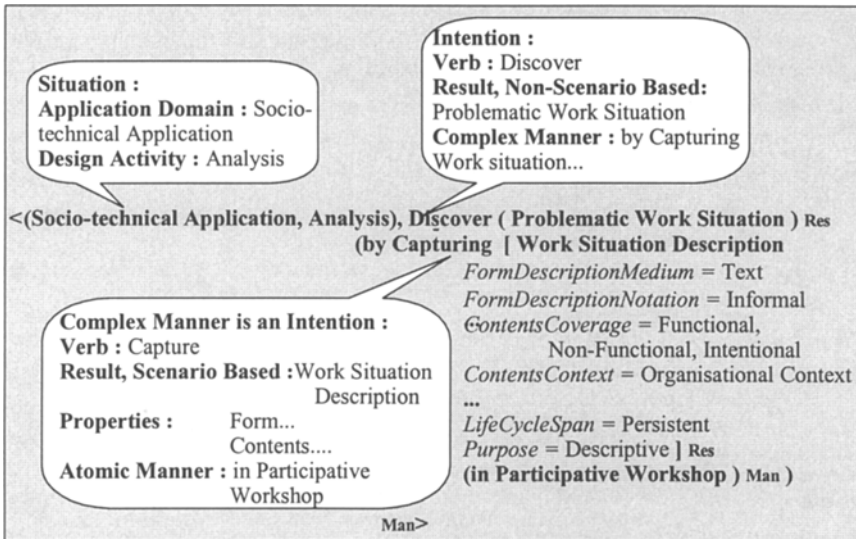 Situation :
Application Domain : Socio-
technical Application
Design Activity : Analysis
Intention :
Verb : Discover
Result, Non-Scenario Based:
Problematic Work Situation
Complex Manner : by Capturing
Work situation...
<(Socio-technical Application, Analysis), Discover ( Problematic Work Situation ) Res
(by Capturing [ Work Situation Description
FormDescriptionMedium = Text
FormDescriptionNotation = Informal
ContentsCoverage = Functional,
Non-Functional, Intentional
ContentsContext = Organisational Context
...
LifeCycleSpan = Persistent
Purpose = Descriptive ] Res
(in Participative Workshop ) Man )
Complex Manner is an Intention :
Verb : Capture
Result, Scenario Based :Work Situation
Description
Properties : Form...
Contents....
Atomic Manner : in Participative
Workshop
Man>